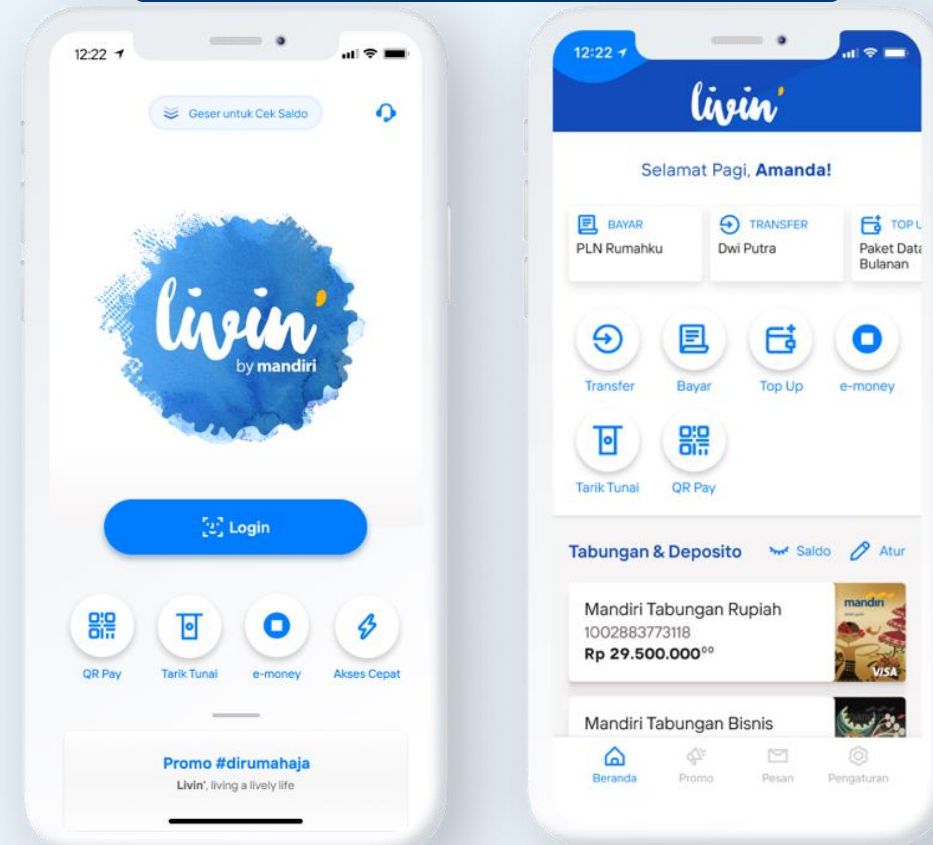 12:22
Geser untuk Cek Saldo
livin'
by mandiri
Login
QR Pay
Tarik Tunai
e-money
Akses Cepat
Promo #dirumahaja
Livin', living a lively life
12:22
livin'
Selamat Pagi, Amanda!
BAYAR
PLN Rumahku
TRANSFER
Dwi Putra
TOP U
Paket Data
Bulanan
Transfer
Bayar
Top Up
e-money
Tarik Tunai
QR Pay
Tabungan & Deposito
Saldo
Atur
Mandiri Tabungan Rupiah
1002883773118
Rp 29.500.000⁰⁰
mandiri
VISA
Mandiri Tabungan Bisnis
Beranda
Promo
Pesan
Pengaturan